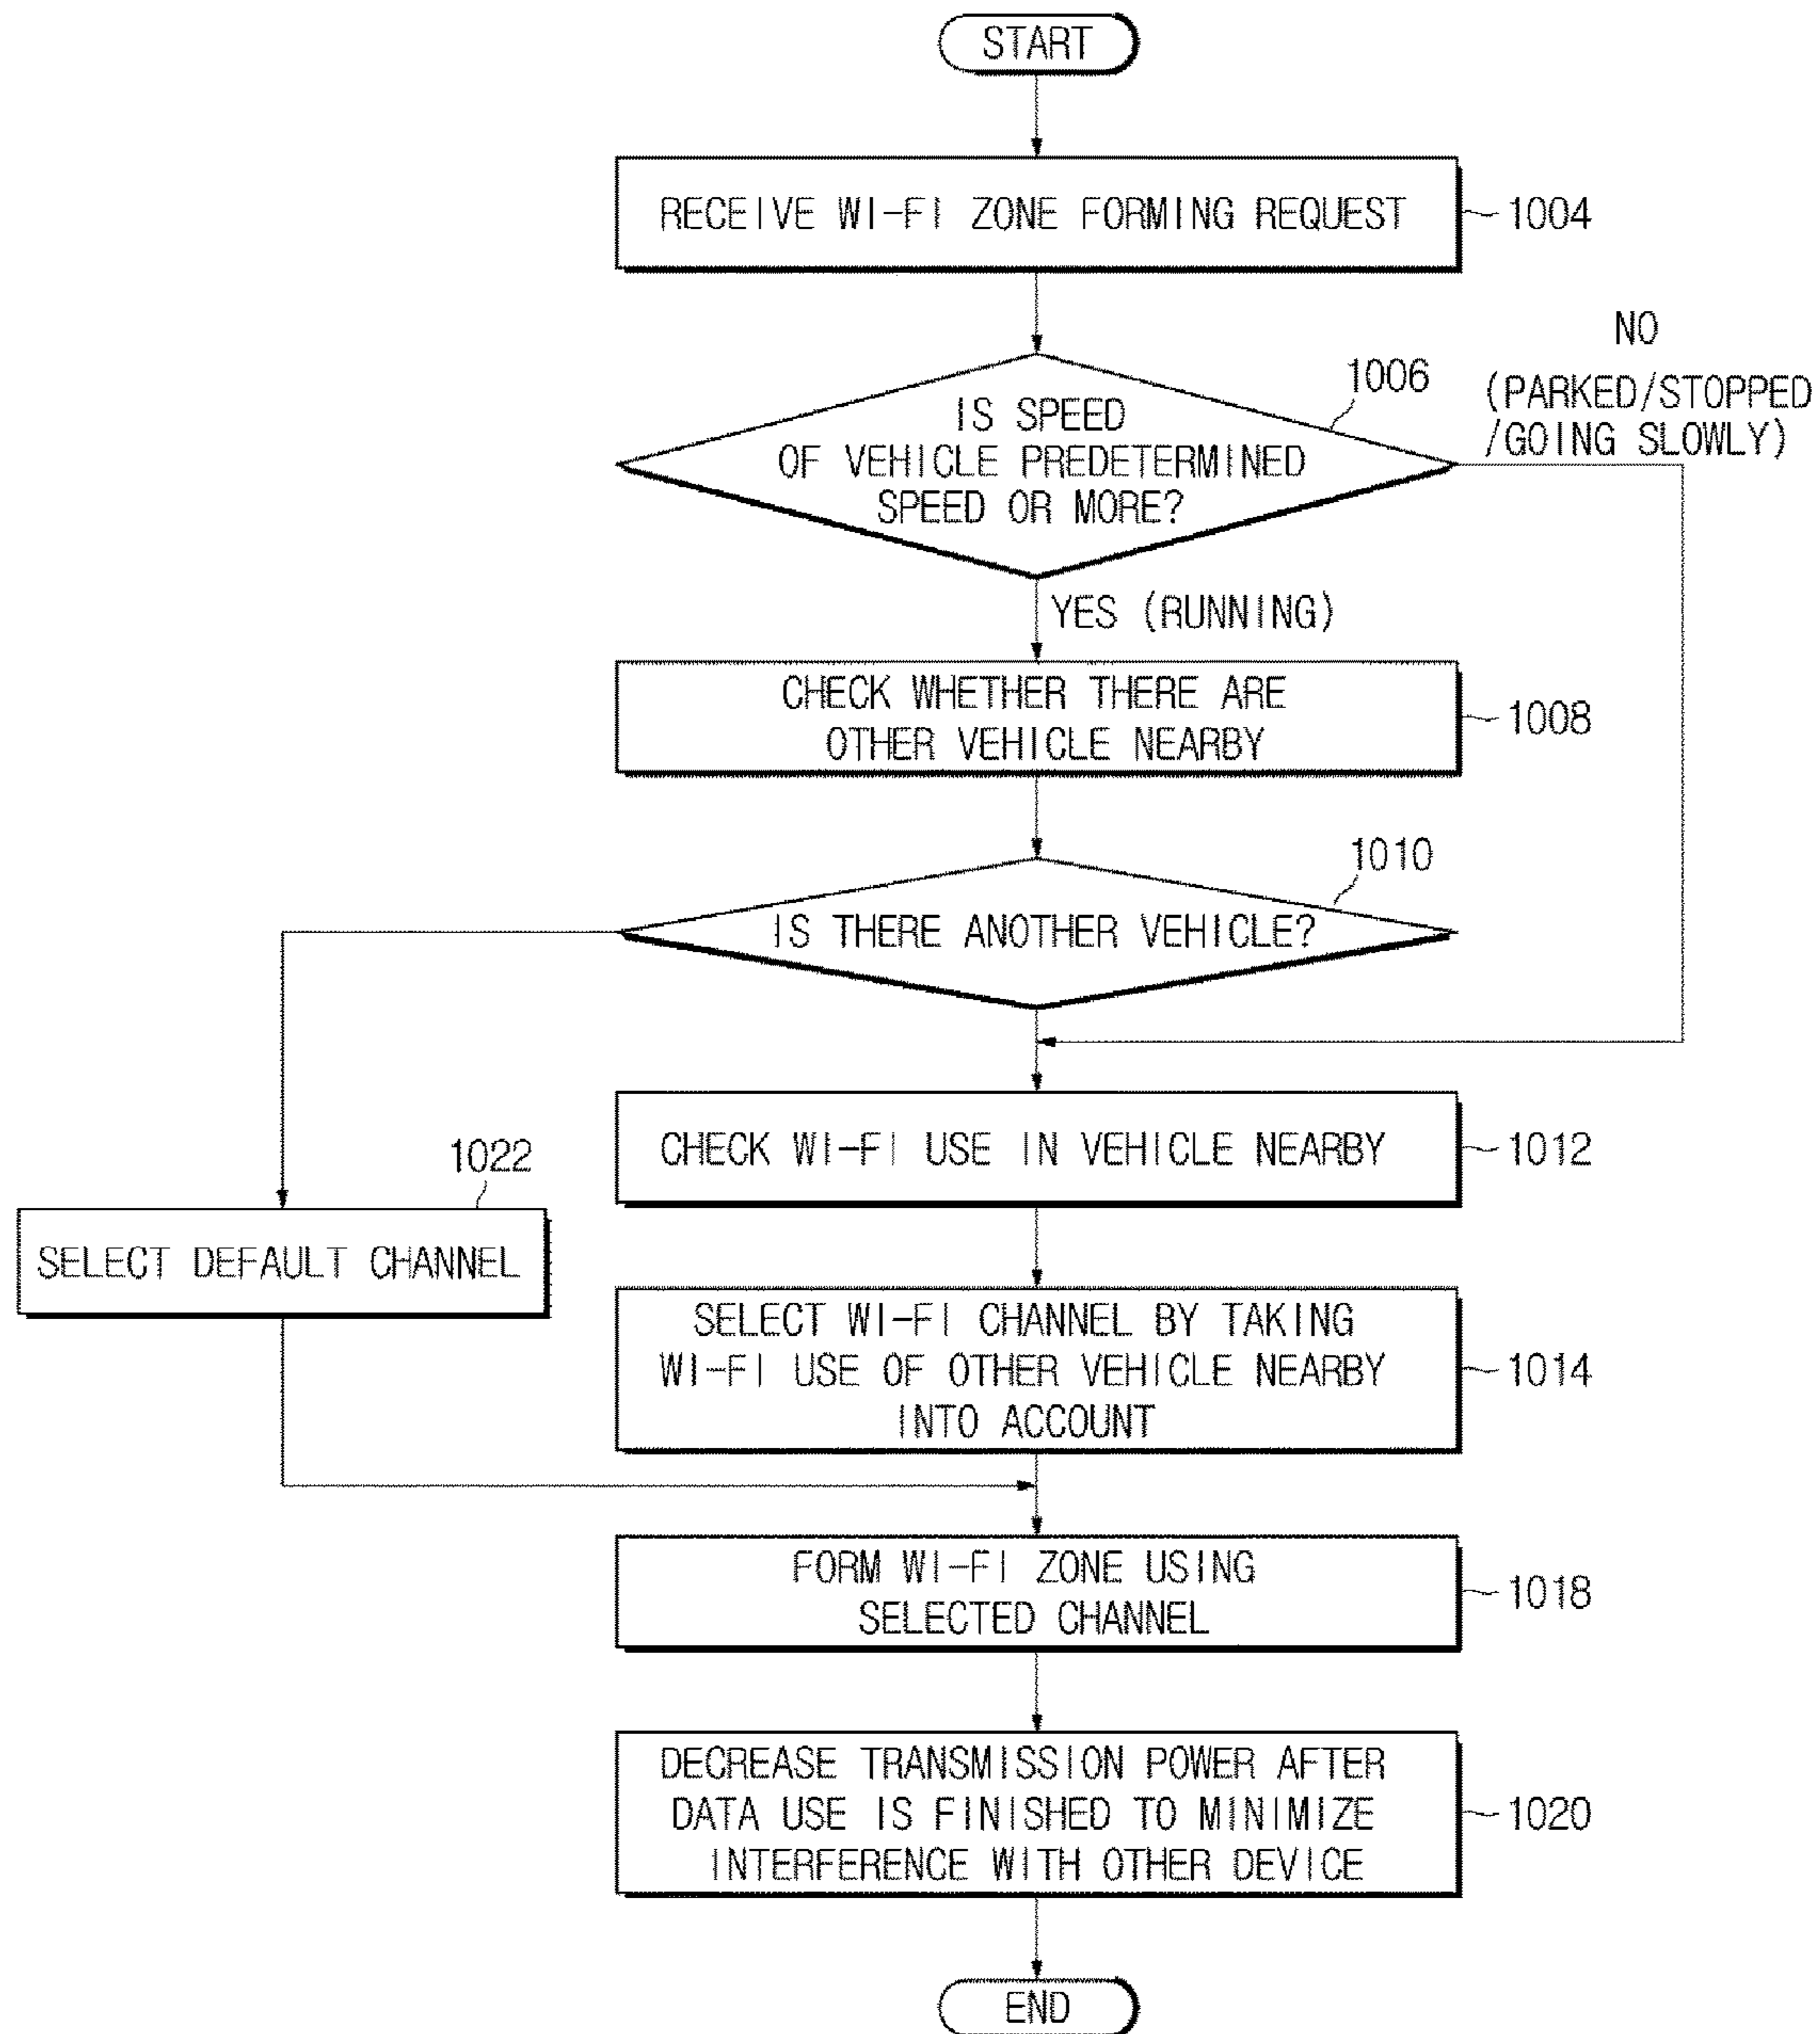 START
RECEIVE WI-FI ZONE FORMING REQUEST
1004
NO
(PARKED/STOPPED
/GOING SLOWLY)
1006
IS SPEED
OF VEHICLE PREDETERMINED
SPEED OR MORE?
YES (RUNNING)
CHECK WHETHER THERE ARE
OTHER VEHICLE NEARBY
1008
1010
IS THERE ANOTHER VEHICLE?
CHECK WI-FI USE IN VEHICLE NEARBY
1012
1022
SELECT DEFAULT CHANNEL
SELECT WI-FI CHANNEL BY TAKING
WI-FI USE OF OTHER VEHICLE NEARBY
INTO ACCOUNT
1014
FORM WI-FI ZONE USING
SELECTED CHANNEL
1018
DECREASE TRANSMISSION POWER AFTER
DATA USE IS FINISHED TO MINIMIZE
INTERFERENCE WITH OTHER DEVICE
1020
END